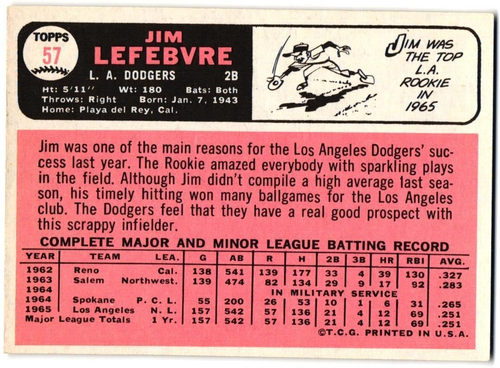 TOPPS
57
JIM
LEFEBVRE
L. A. DODGERS 2B
Ht: 5'11" Wt: 180 Bats: Both
Throws: Right Born: Jan. 7, 1943
Home: Playa del Rey, Cal.
JIM WAS
THE TOP
L.A.
ROOKIE
IN
1965
Jim was one of the main reasons for the Los Angeles Dodgers' suc-
cess last year. The Rookie amazed everybody with sparkling plays
in the field. Although Jim didn't compile a high average last sea-
son, his timely hitting won many ballgames for the Los Angeles
club. The Dodgers feel that they have a real good prospect with
this scrappy infielder.
COMPLETE MAJOR AND MINOR LEAGUE BATTING RECORD
YEAR TEAM LEA. G AB R H 2B 3B HR RBI AVG.
1962 Reno Cal. 138 541 139 177 33 4 39 130 .327
1963 Salem Northwest. 139 474 82 134 29 9 17 92 .283
1964 IN MILITARY SERVICE
1964 Spokane P. C. L. 55 200 26 53 10 1 6 31 .265
1965 Los Angeles N. L. 157 542 57 136 21 4 12 69 .251
Major League Totals 1 Yr. 157 542 57 136 21 4 12 69 .251
©T.C.G. PRINTED IN U.S.A.